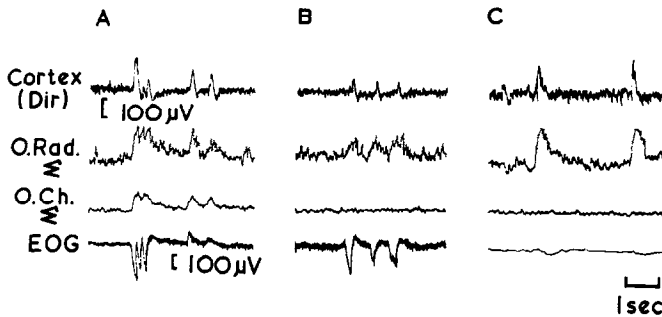 A B C
Cortex
(Dir)
[ 100 μV
O.Rad.
O.Ch.
EOG
[ 100 μV
1 sec